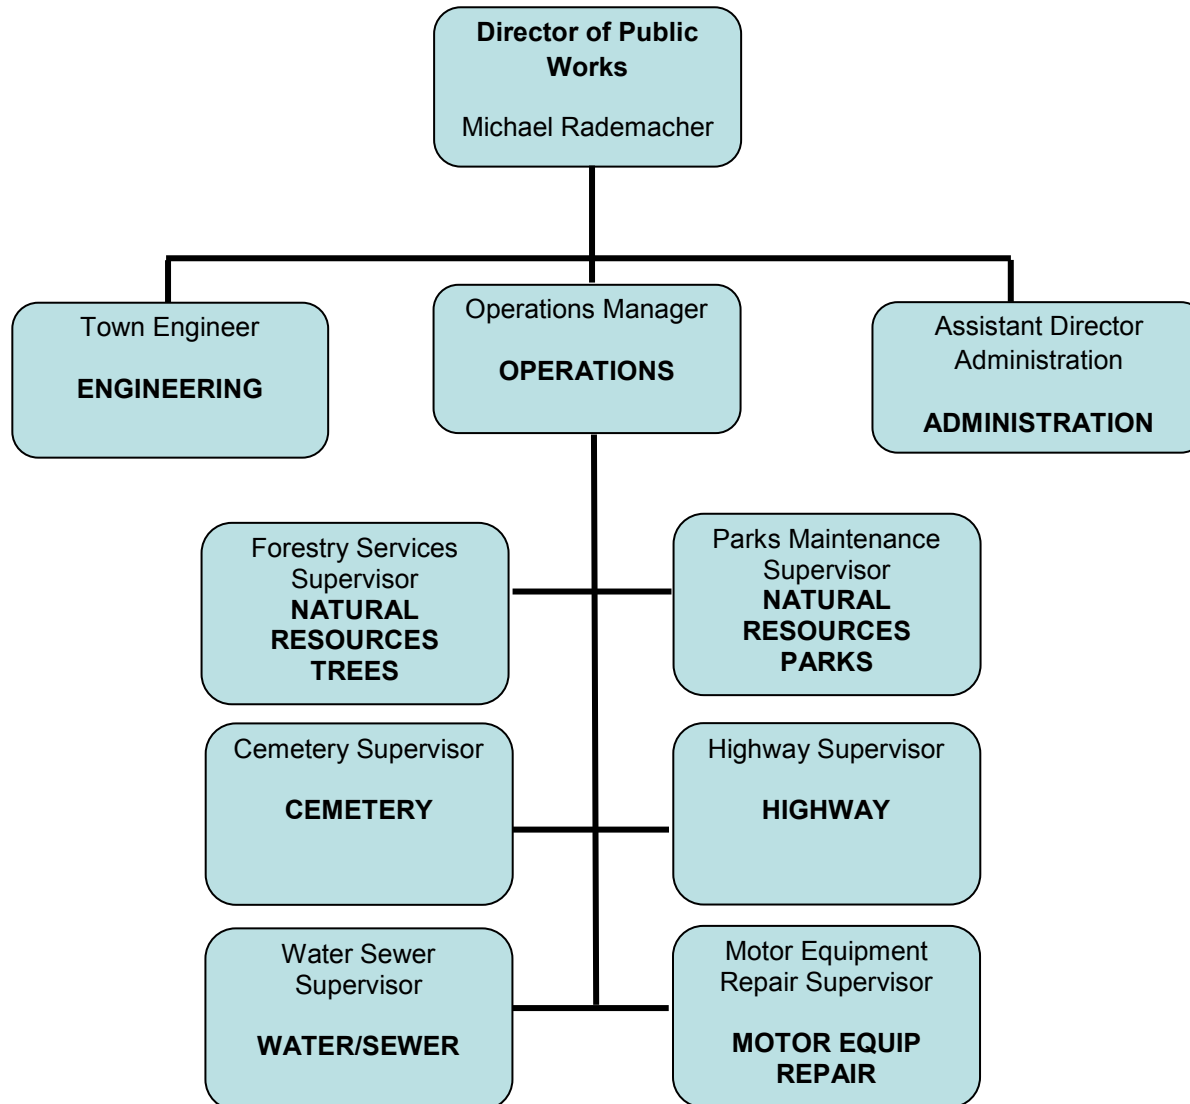 Director of Public
Works
Michael Rademacher
Town Engineer
ENGINEERING
Operations Manager
OPERATIONS
Assistant Director
Administration
ADMINISTRATION
Forestry Services
Supervisor
NATURAL
RESOURCES
TREES
Parks Maintenance
Supervisor
NATURAL
RESOURCES
PARKS
Cemetery Supervisor
CEMETERY
Highway Supervisor
HIGHWAY
Water Sewer
Supervisor
WATER/SEWER
Motor Equipment
Repair Supervisor
MOTOR EQUIP
REPAIR